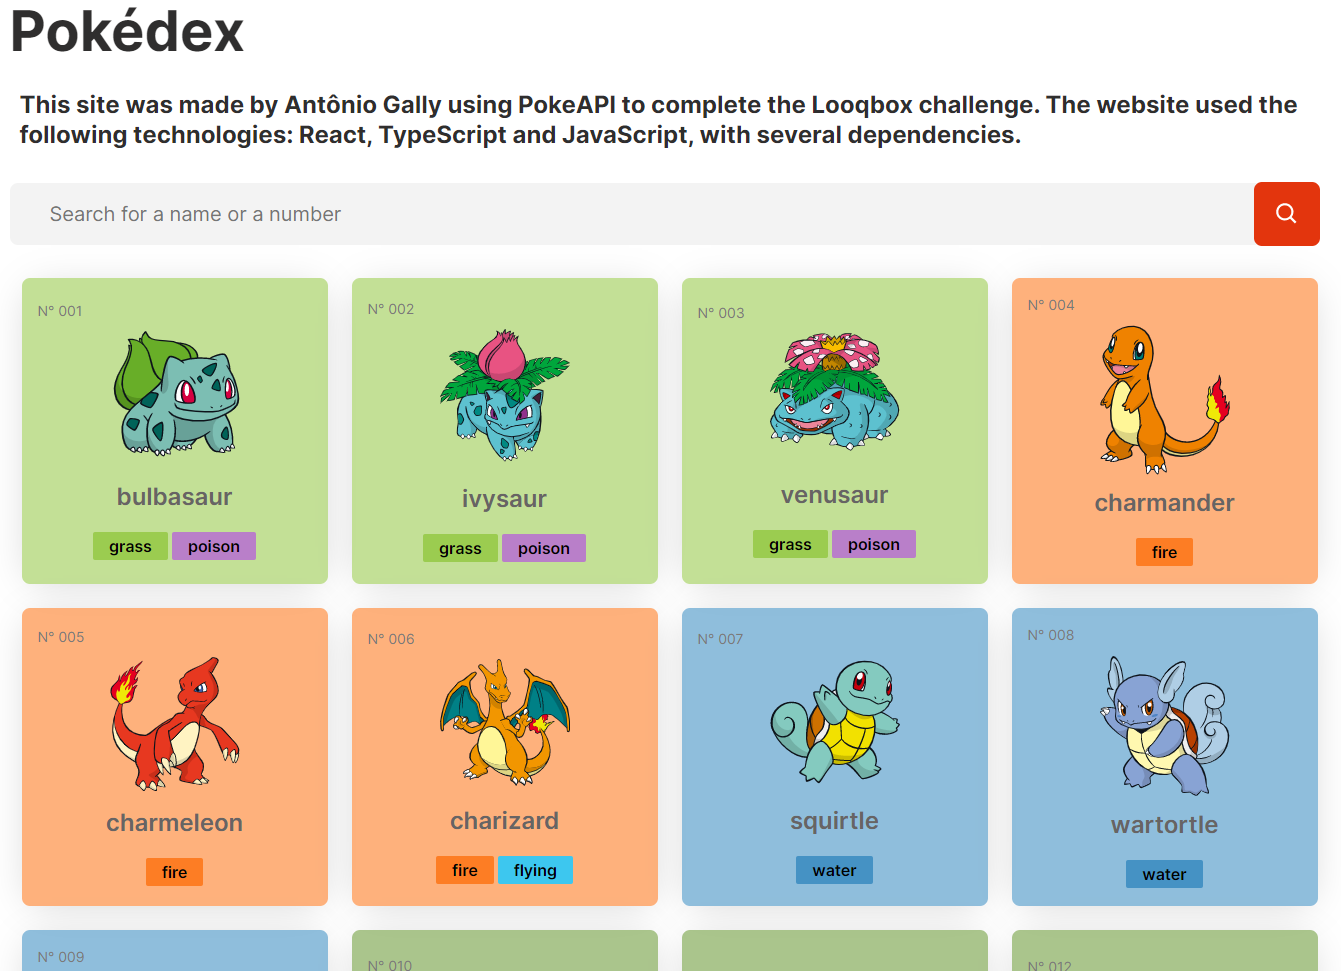 Pokédex
This site was made by Antônio Gally using PokeAPI to complete the Looqbox challenge. The website used the
following technologies: React, TypeScript and JavaScript, with several dependencies.
Search for a name or a number
N° 001
bulbasaur
grass poison
N° 002
ivysaur
grass poison
N° 003
venusaur
grass poison
N° 004
charmander
fire
N° 005
charmeleon
fire
N° 006
charizard
fire flying
N° 007
squirtle
water
N° 008
wartortle
water
N° 009
N° 010
N° 012